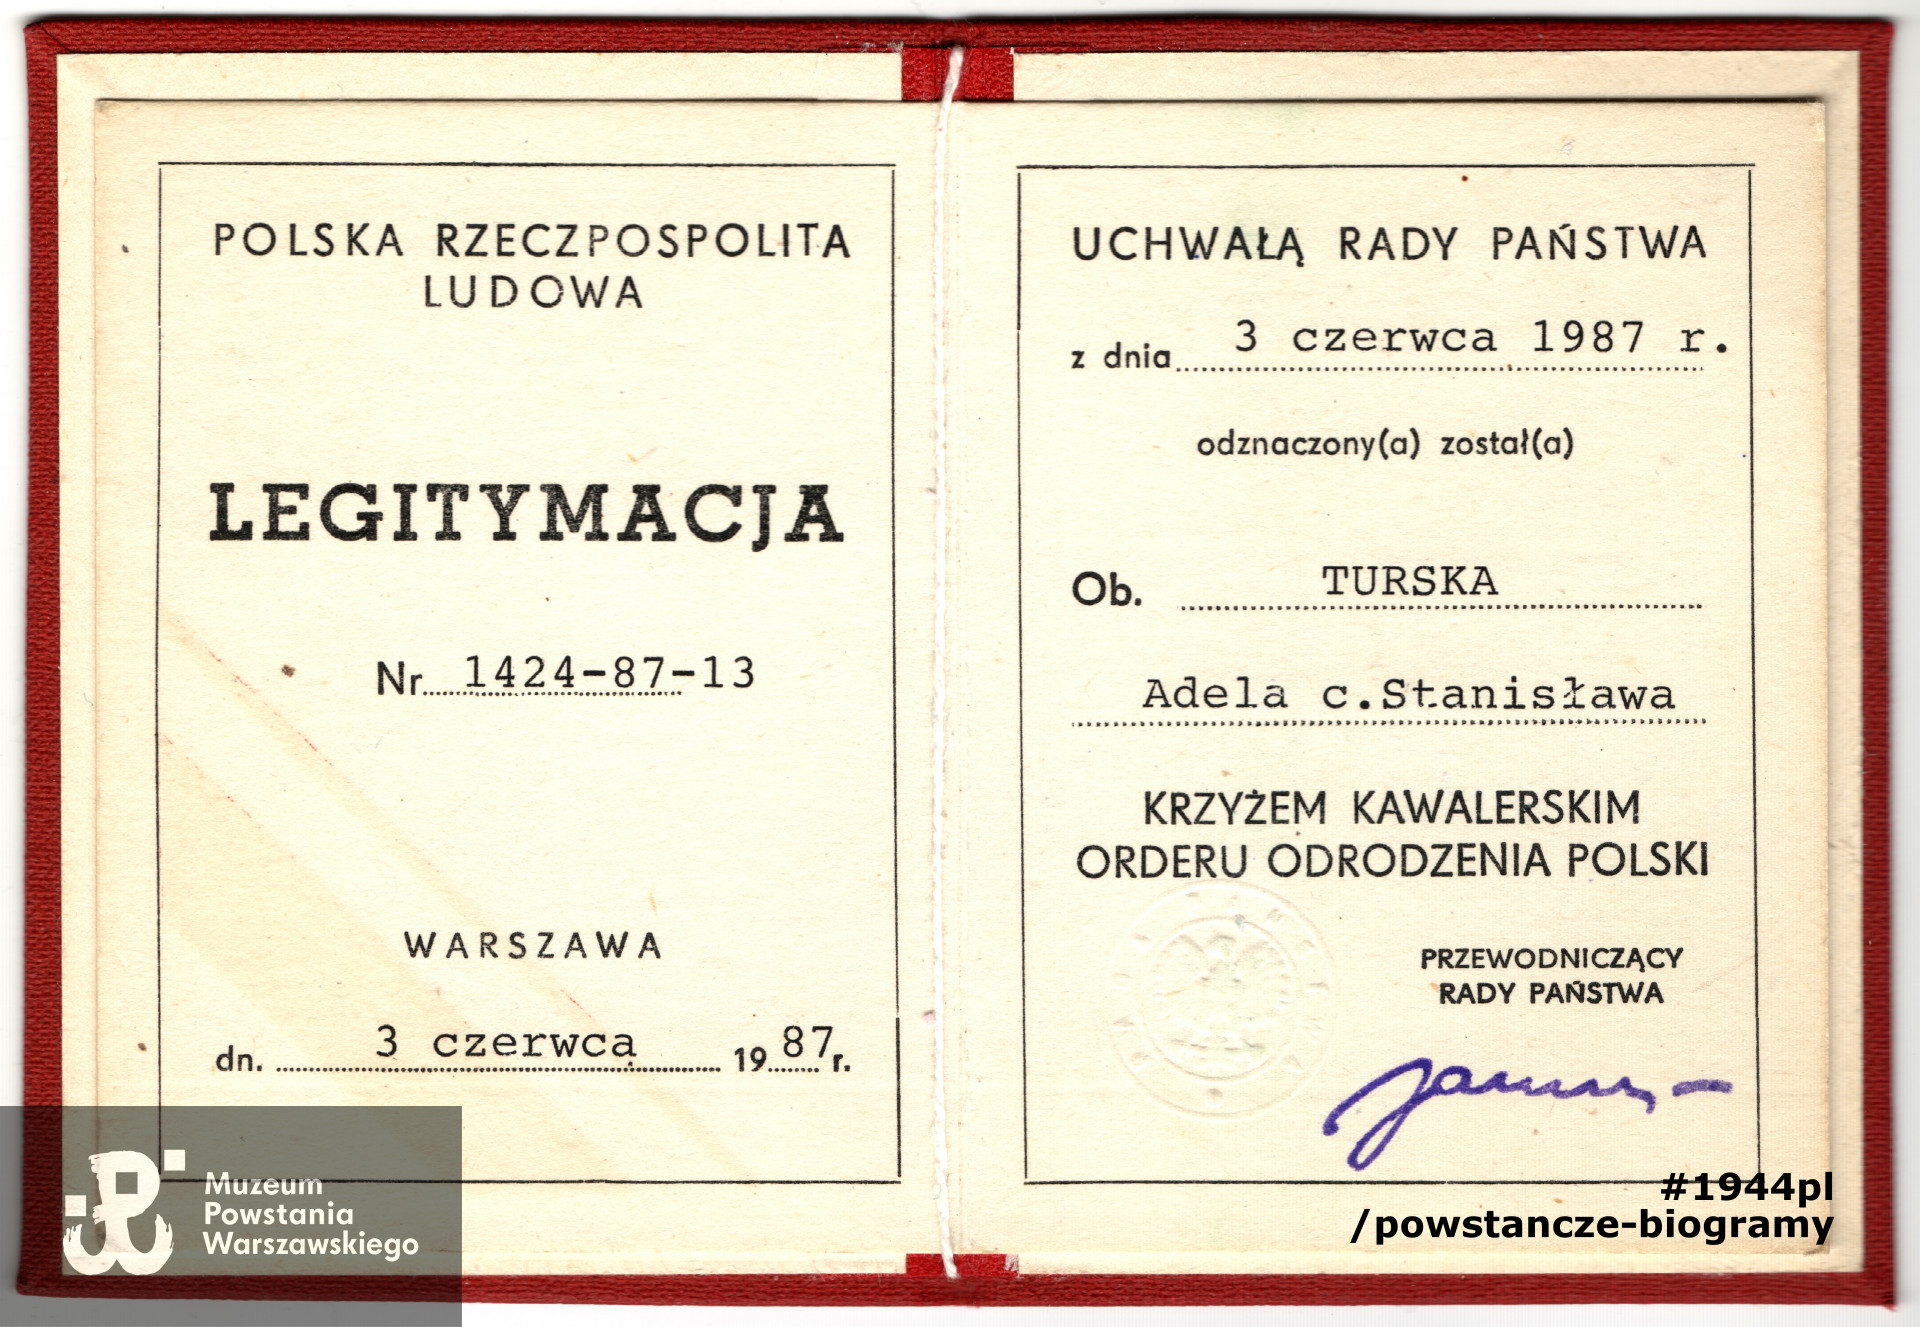 POLSKA RZECZPOSPOLITA
LUDOWA
LEGITYMACJA
Nr 1424-87-13
WARSZAWA
dn. 3 czerwca 1987 r.
UCHWAŁĄ RADY PAŃSTWA
z dnia 3 czerwca 1987 r.
odznaczony(a) został(a)
Ob. TURSKA
Adela c.Stanisława
KRZYŻEM KAWALERSKIM
ORDERU ODRODZENIA POLSKI
PRZEWODNICZĄCY
RADY PAŃSTWA
Muzeum
Powstania
Warszawskiego
#1944pl
/powstancze-biogramy